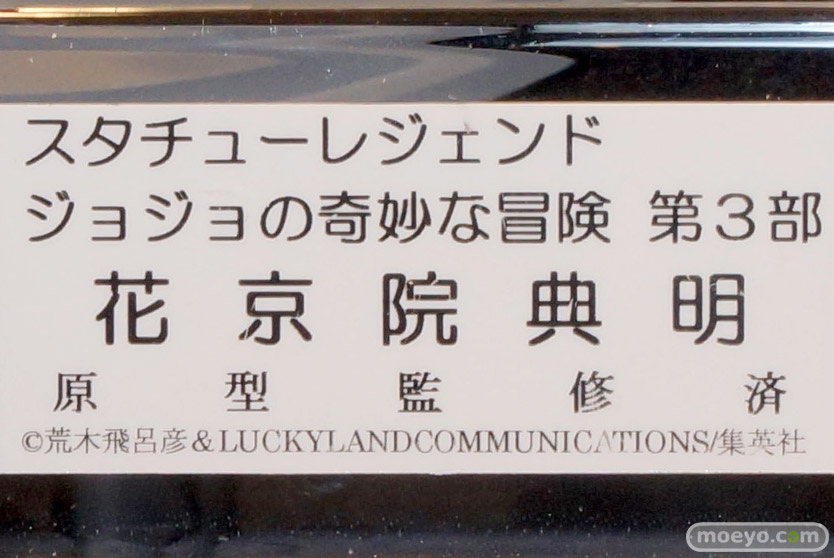 スタチューレジェンド
ジョジョの奇妙な冒険 第3部
花京院典明
原型監修済
©荒木飛呂彦&LUCKYLANDCOMMUNICATIONS/集英社
moeyo.com